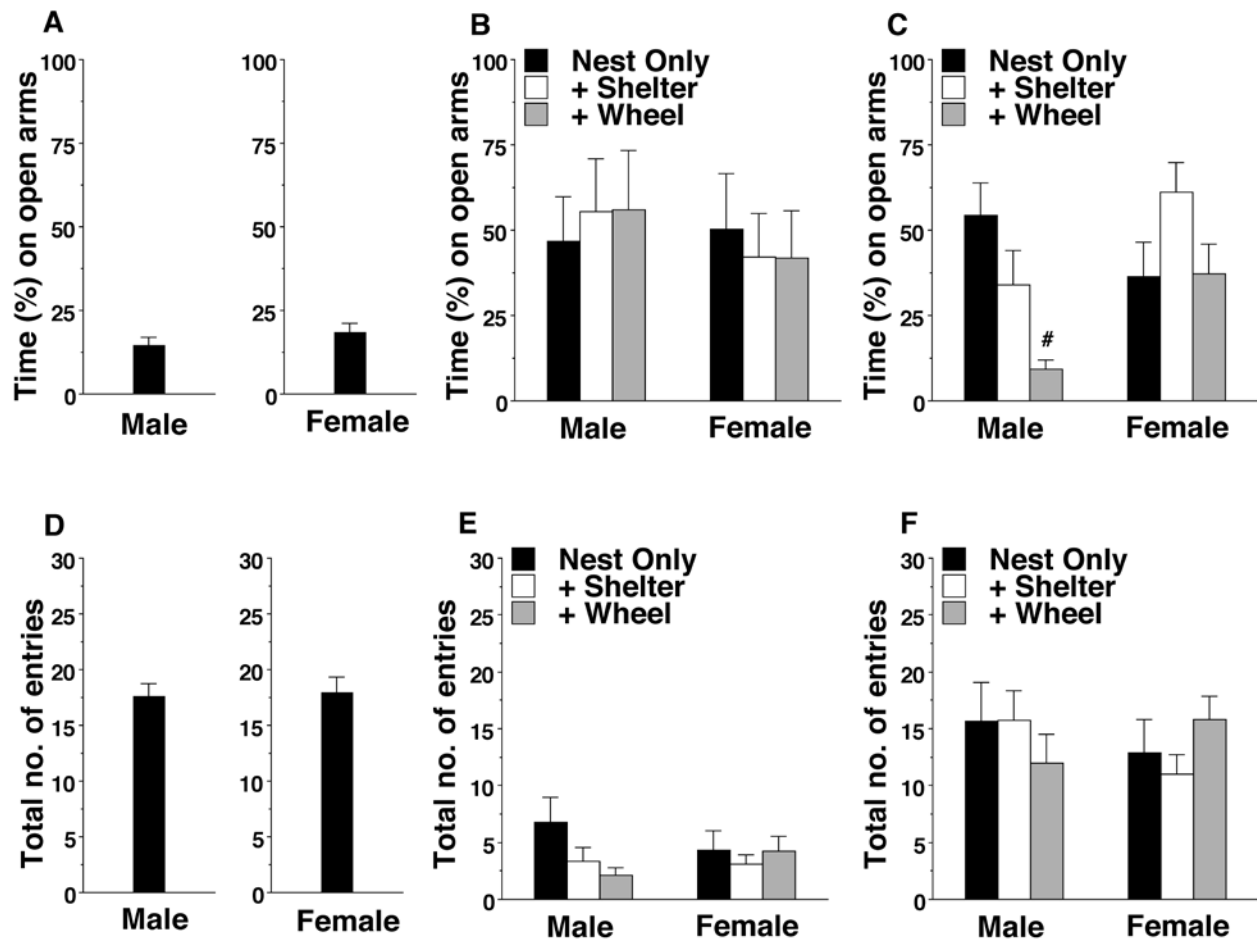 A
Time (%) on open arms
100
75
50
25
0
Male
100
75
50
25
0
Female
B
Time (%) on open arms
100
75
50
25
0
Nest Only
+ Shelter
+ Wheel
Male
Female
C
Time (%) on open arms
100
75
50
25
0
Nest Only
+ Shelter
+ Wheel
#
Male
Female
D
Total no. of entries
30
25
20
15
10
5
0
Male
30
25
20
15
10
5
0
Female
E
Total no. of entries
30
25
20
15
10
5
0
Nest Only
+ Shelter
+ Wheel
Male
Female
F
Total no. of entries
30
25
20
15
10
5
0
Nest Only
+ Shelter
+ Wheel
Male
Female